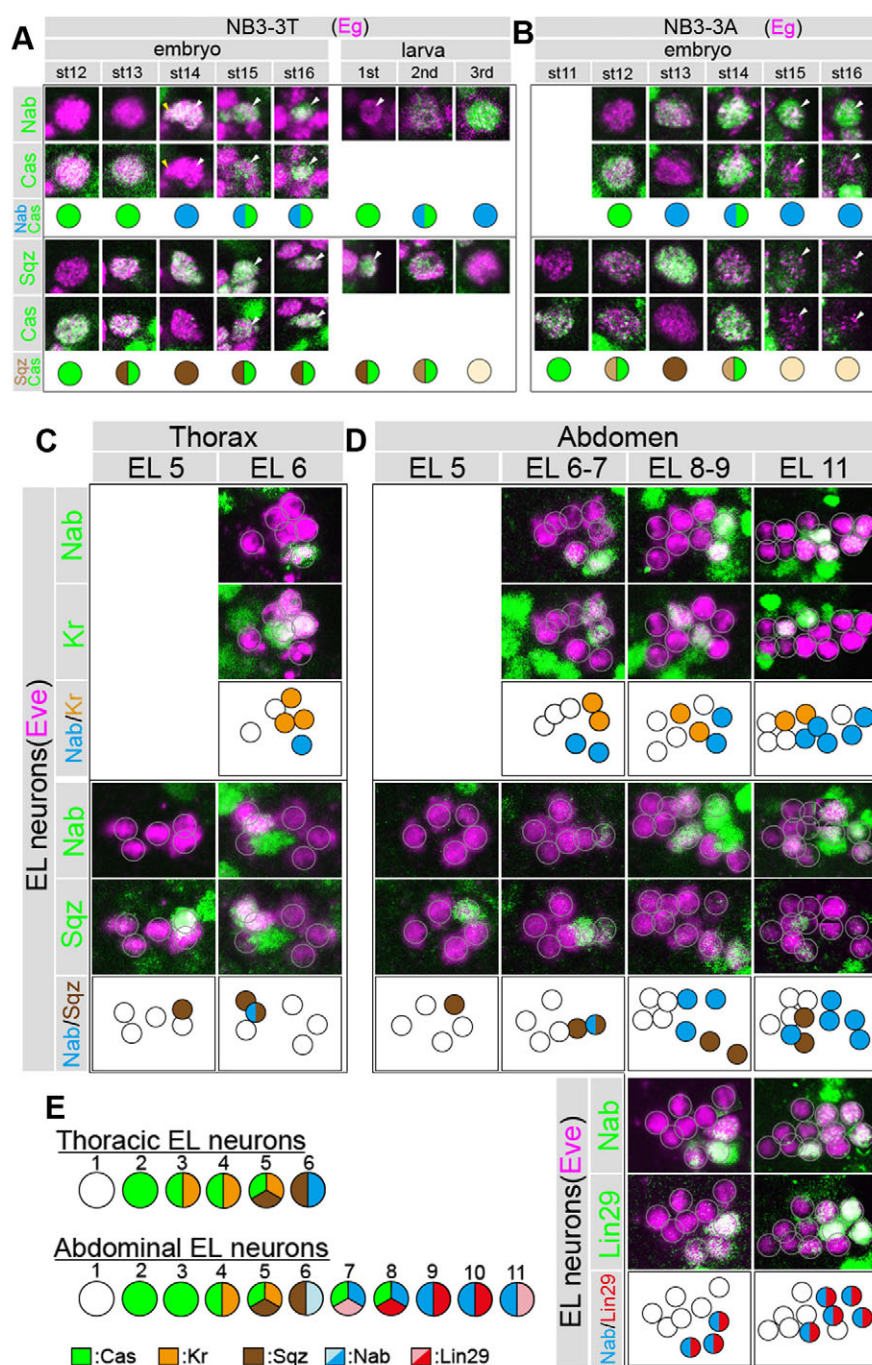 A
NB3-3T (Eg)
embryo
larva
st12 st13 st14 st15 st16 1st 2nd 3rd
Nab
Cas
Nab
Cas
Sqz
Cas
Sqz
Cas
B
NB3-3A (Eg)
embryo
st11 st12 st13 st14 st15 st16
C
Thorax
EL 5 EL 6
D
Abdomen
EL 5 EL 6-7 EL 8-9 EL 11
EL neurons(Eve)
Nab
Kr
Nab/Kr
Nab
Sqz
Nab/Sqz
EL neurons(Eve)
Nab
Lin29
Nab/Lin29
E
Thoracic EL neurons
1 2 3 4 5 6
Abdominal EL neurons
1 2 3 4 5 6 7 8 9 10 11
:Cas :Kr :Sqz :Nab :Lin29